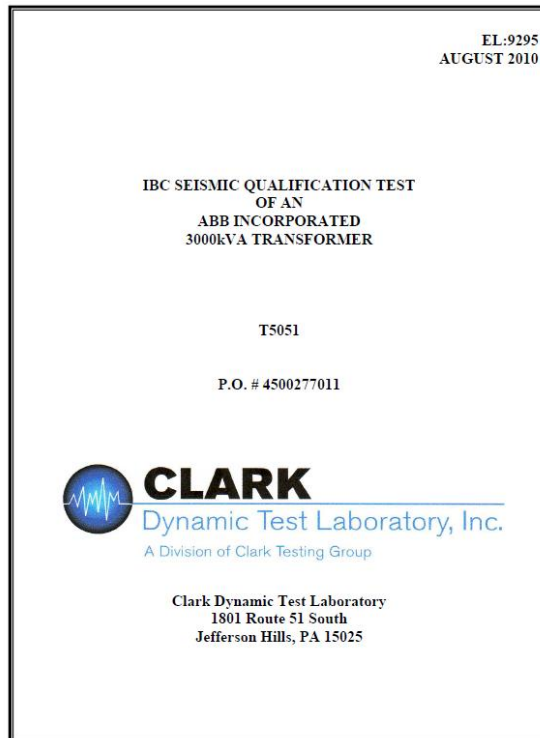 EL:9295
AUGUST 2010
IBC SEISMIC QUALIFICATION TEST
OF AN
ABB INCORPORATED
3000kVA TRANSFORMER
T5051
P.O. # 4500277011
CLARK
Dynamic Test Laboratory, Inc.
A Division of Clark Testing Group
Clark Dynamic Test Laboratory
1801 Route 51 South
Jefferson Hills, PA 15025